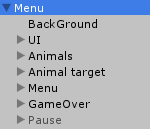 Menu
BackGround
UI
Animals
Animal target
Menu
GameOver
Pause